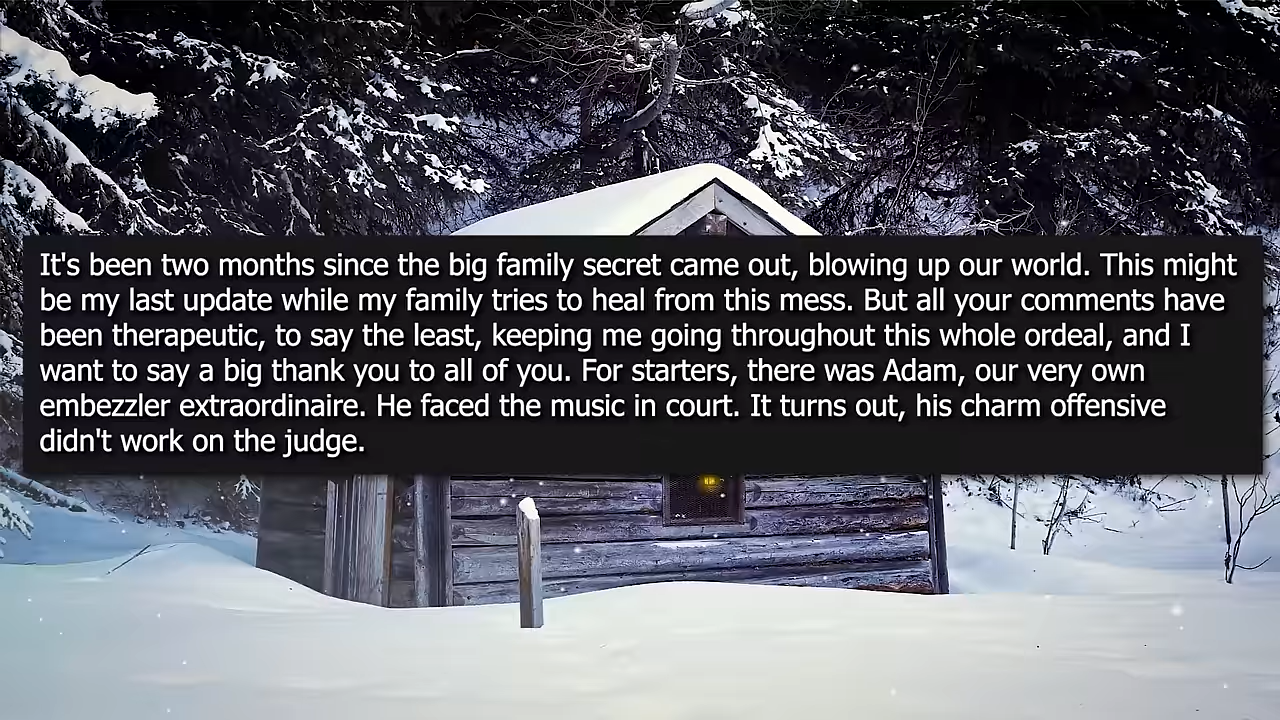 It's been two months since the big family secret came out, blowing up our world. This might
be my last update while my family tries to heal from this mess. But all your comments have
been therapeutic, to say the least, keeping me going throughout this whole ordeal, and I
want to say a big thank you to all of you. For starters, there was Adam, our very own
embezzler extraordinaire. He faced the music in court. It turns out, his charm offensive
didn't work on the judge.